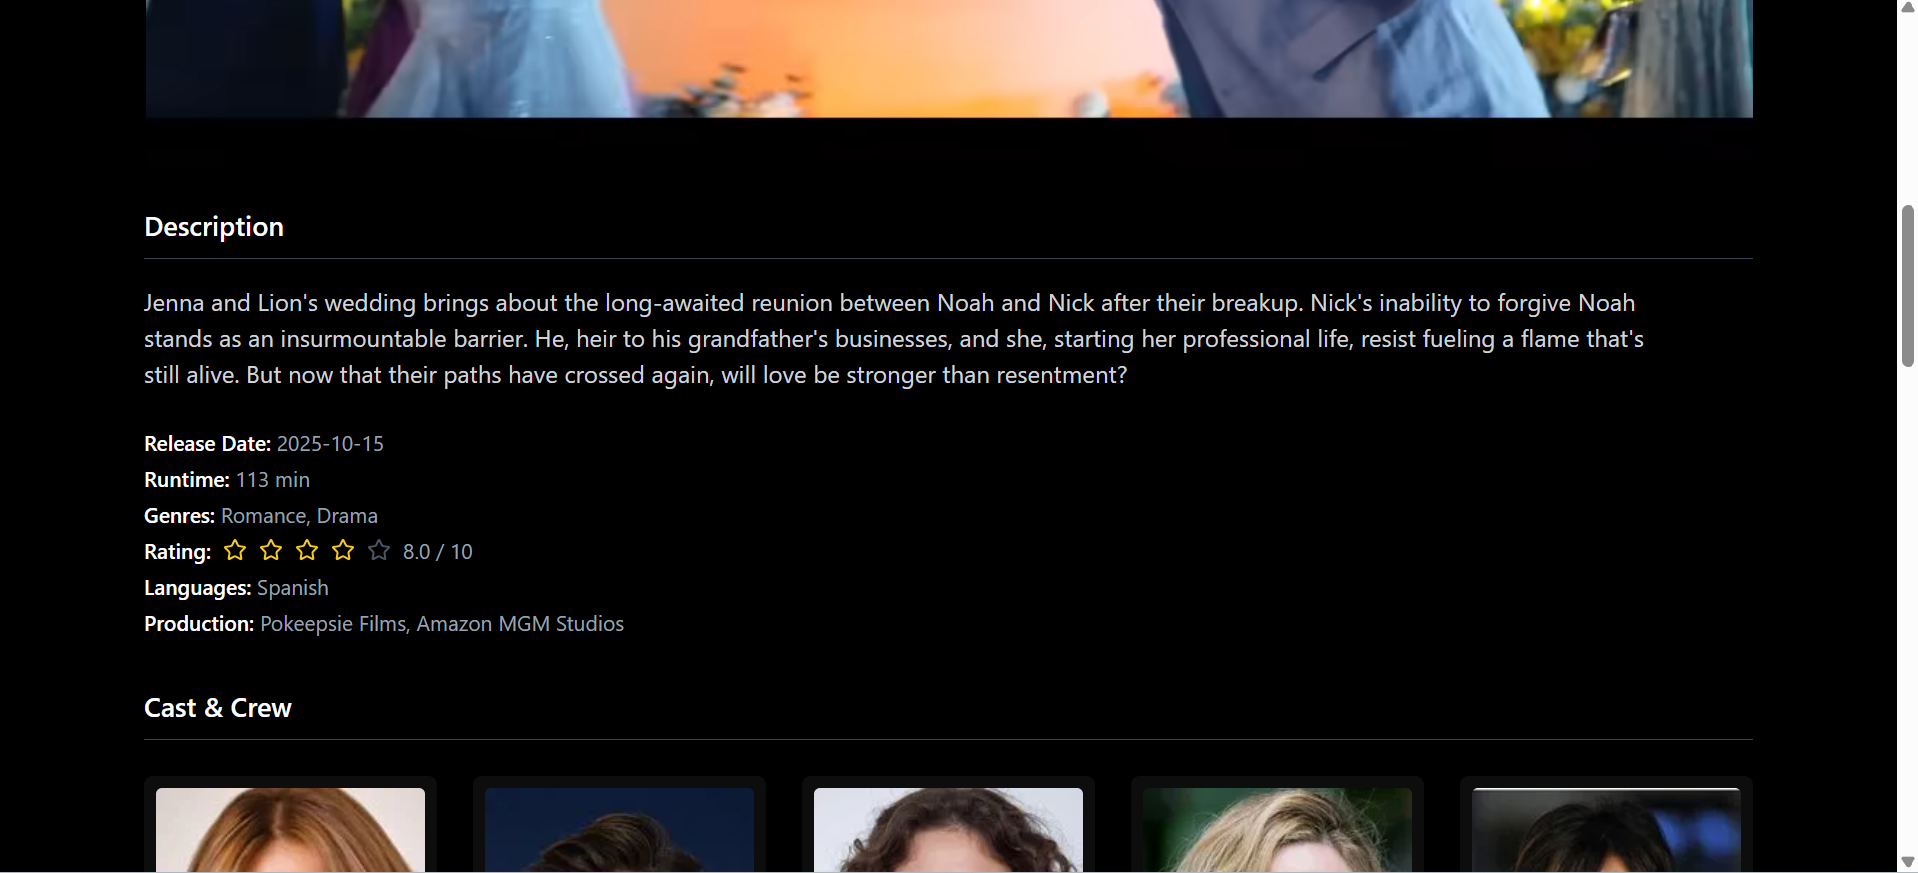 Description
Jenna and Lion's wedding brings about the long-awaited reunion between Noah and Nick after their breakup. Nick's inability to forgive Noah
stands as an insurmountable barrier. He, heir to his grandfather's businesses, and she, starting her professional life, resist fueling a flame that's
still alive. But now that their paths have crossed again, will love be stronger than resentment?
Release Date: 2025-10-15
Runtime: 113 min
Genres: Romance, Drama
Rating: 8.0 / 10
Languages: Spanish
Production: Pokeepsie Films, Amazon MGM Studios
Cast & Crew